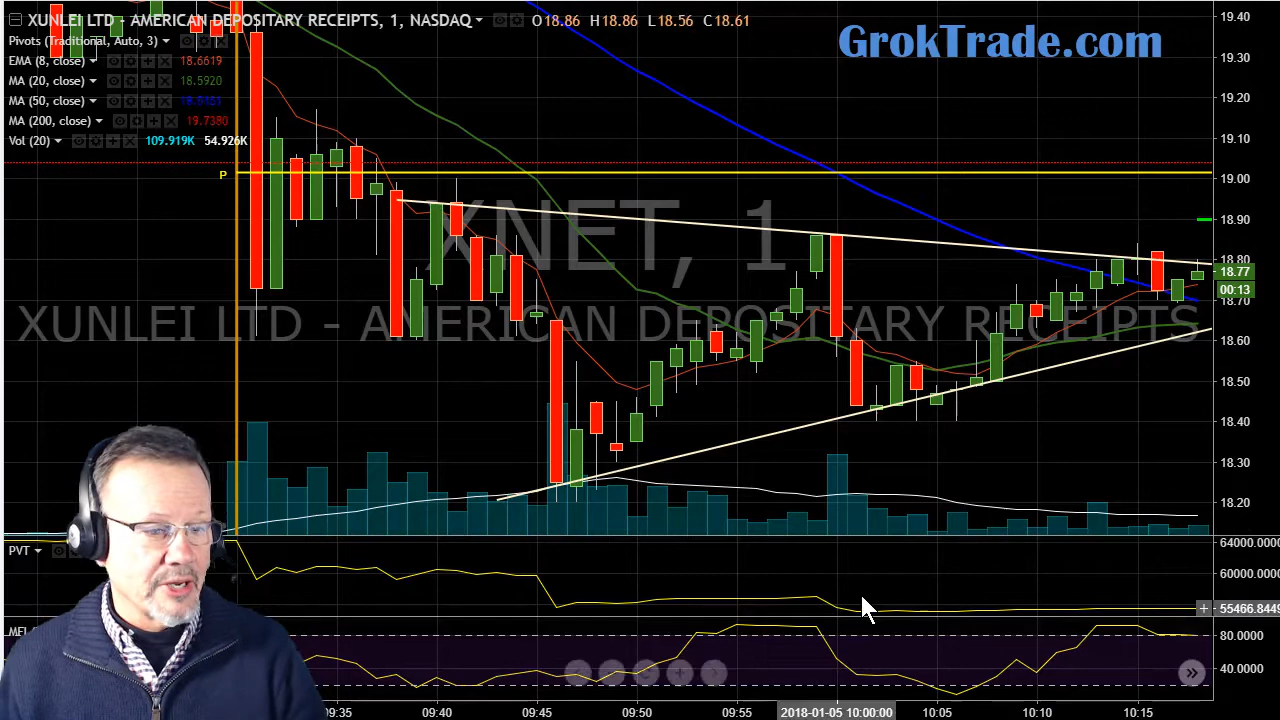 XUNLEI LTD - AMERICAN DEPOSITARY RECEIPTS, 1, NASDAQ O18.86 H18.86 L18.56 C18.61
GrokTrade.com
Pivots (Traditional, Auto, 3)
EMA (8, close) 18.6619
MA (20, close) 18.5920
MA (50, close)
MA (200, close) 19.7380
Vol (20) 109.919K 54.926K
P
XNET, 1
XUNLEI LTD - AMERICAN DEPOSITARY RECEIPTS
19.40
19.30
19.20
19.10
19.00
18.90
18.80
18.77
00:13
18.70
18.60
18.50
18.40
18.30
18.20
PVT
64000.0000
60000.0000
55466.8449
80.0000
40.0000
09:40 09:45 09:50 09:55 2018-01-05 10:00:00 10:05 10:10 10:15